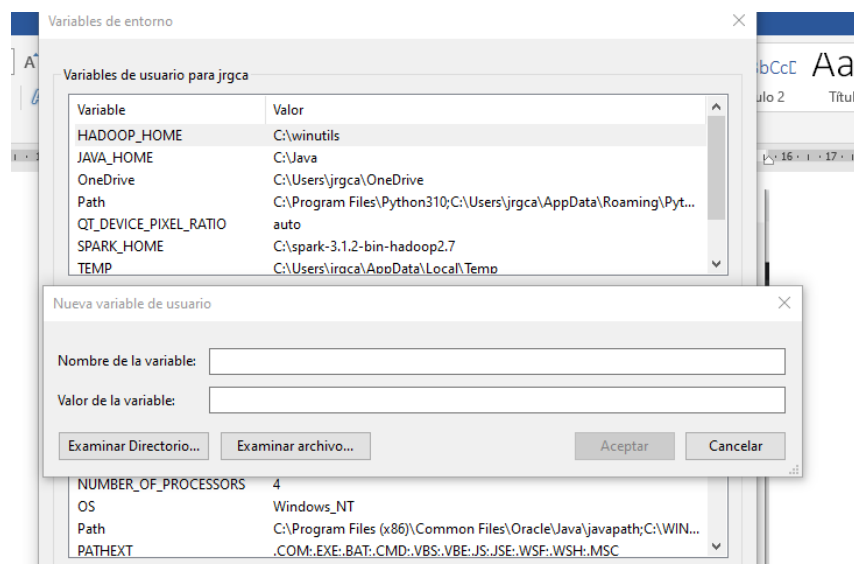 Variables de entorno
A
bCcD Aa
ulo 2 Títul
Variables de usuario para jrgca
Variable Valor
HADOOP_HOME C:\winutils
JAVA_HOME C:\Java
OneDrive C:\Users\jrgca\OneDrive
Path C:\Program Files\Python310;C:\Users\jrgca\AppData\Roaming\Pyt...
QT_DEVICE_PIXEL_RATIO auto
SPARK_HOME C:\spark-3.1.2-bin-hadoop2.7
TEMP C:\Users\jrgca\AppData\Local\Temp
16 17
Nueva variable de usuario
Nombre de la variable:
Valor de la variable:
Examinar Directorio... Examinar archivo... Aceptar Cancelar
NUMBER_OF_PROCESSORS 4
OS Windows_NT
Path C:\Program Files (x86)\Common Files\Oracle\Java\javapath;C:\WIN...
PATHEXT .COM;.EXE;.BAT;.CMD;.VBS;.VBE;.JS;.JSE;.WSF;.WSH;.MSC